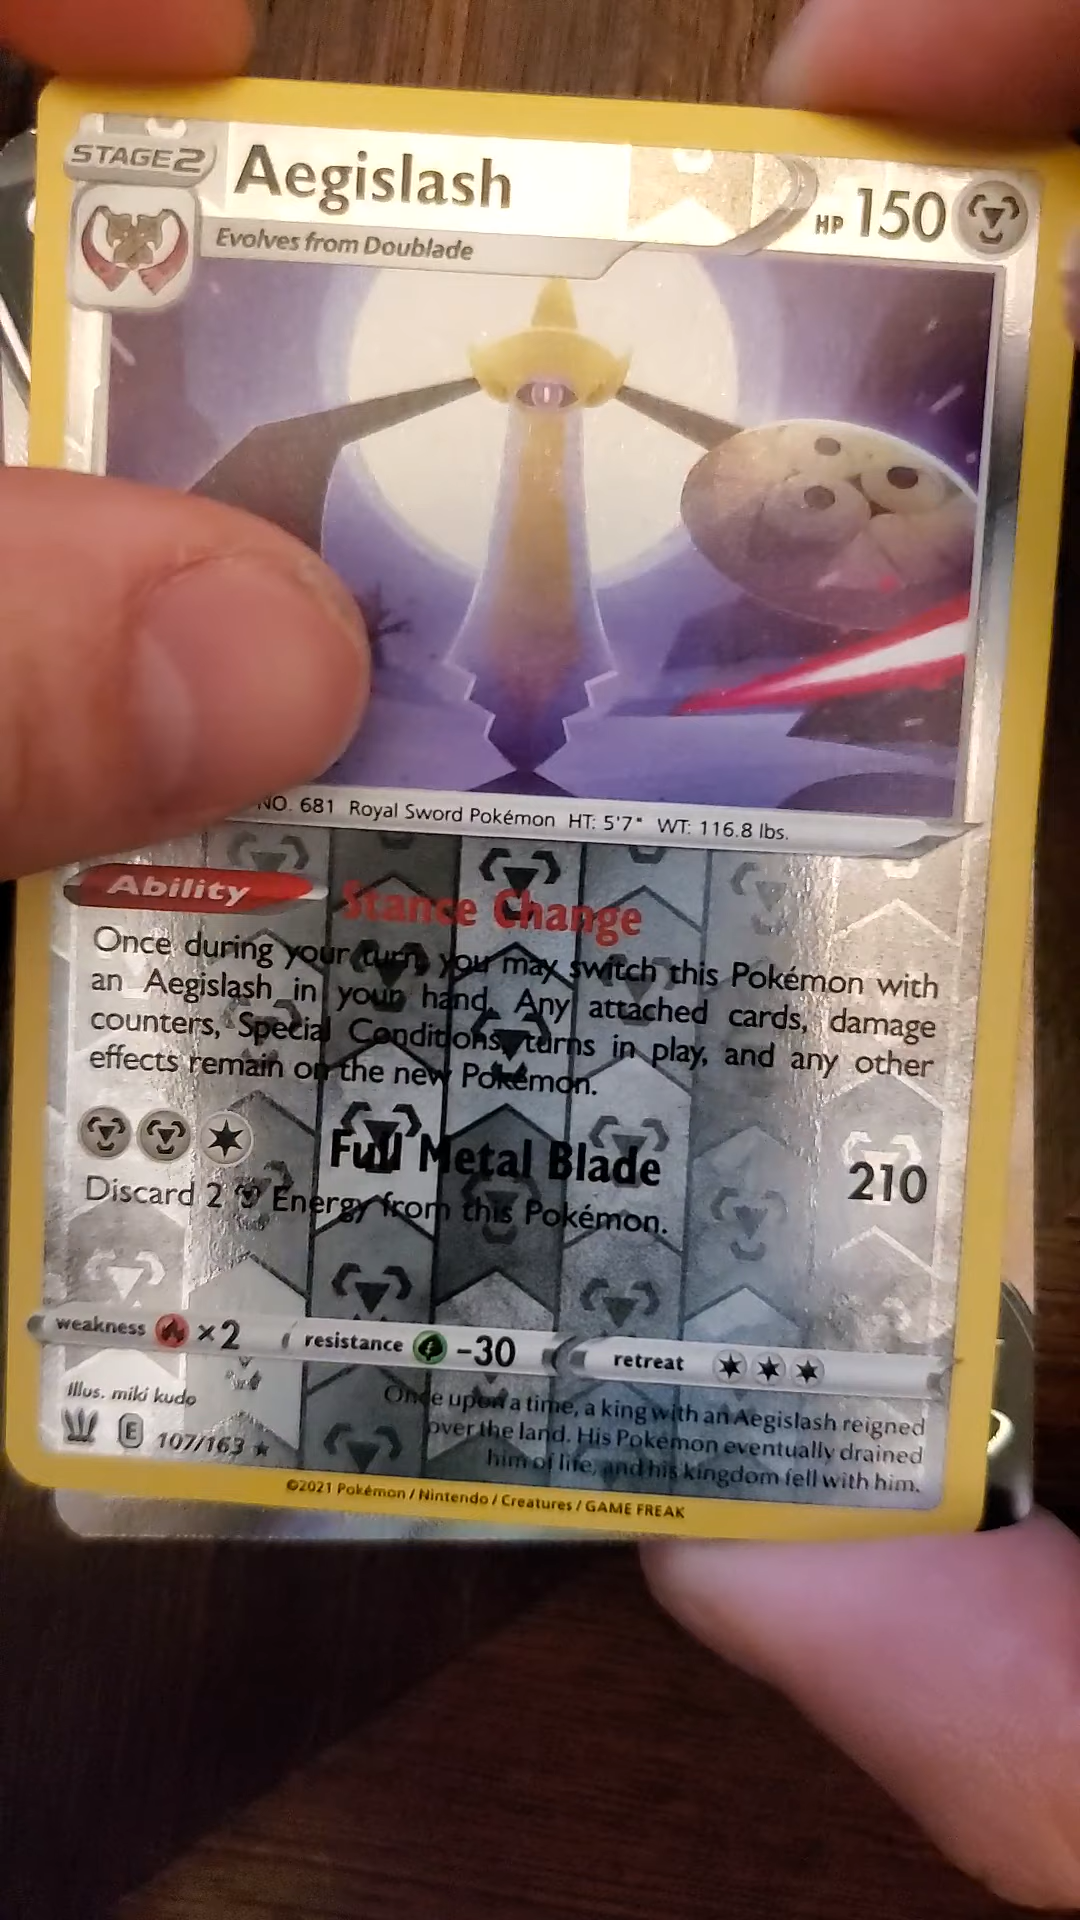 STAGE2
Aegislash
HP 150
Evolves from Doublade
NO. 681 Royal Sword Pokémon HT: 5'7" WT: 116.8 lbs.
Ability Stance Change
Once during your turn, you may switch this Pokémon with
an Aegislash in your hand. Any attached cards, damage
counters, Special Conditions, turns in play, and any other
effects remain on the new Pokémon.
Full Metal Blade 210
Discard 2 Energy from this Pokémon.
weakness ×2 resistance -30 retreat
Illus. miki kudo
E 107/163
Once upon a time, a king with an Aegislash reigned
over the land. His Pokémon eventually drained
him of life, and his kingdom fell with him.
©2021 Pokémon / Nintendo / Creatures / GAME FREAK